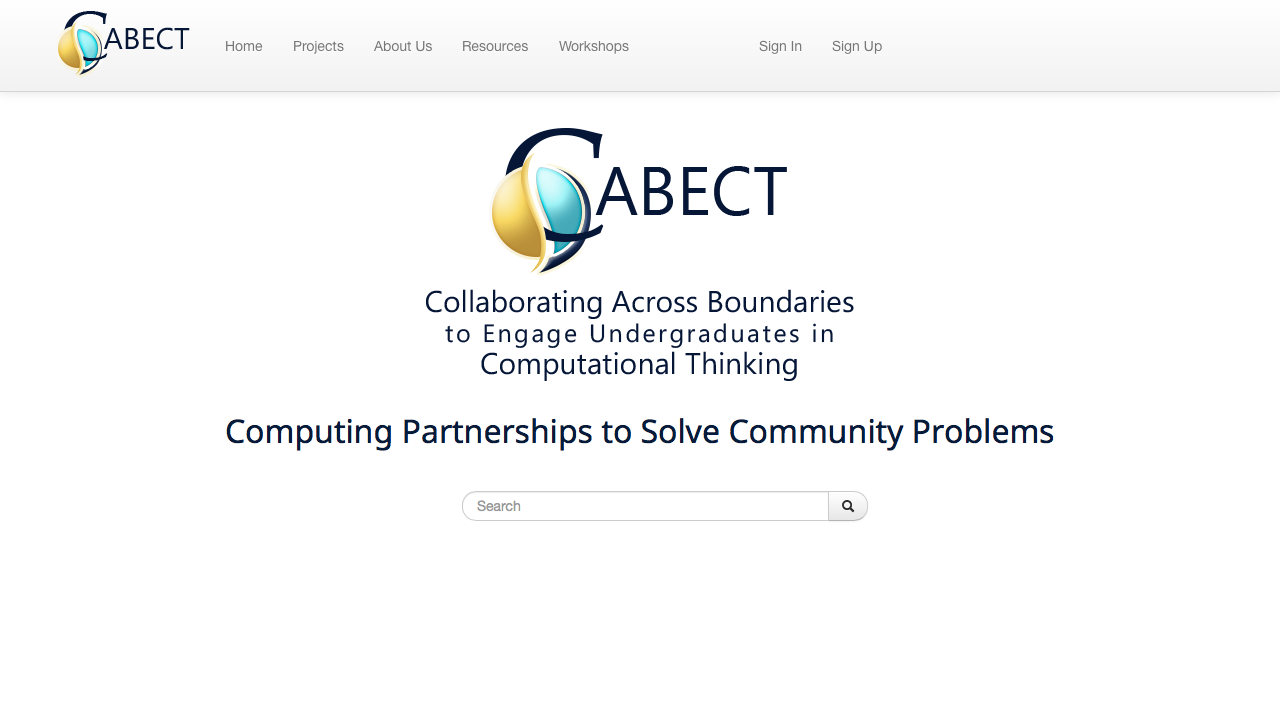 CABECT
Home Projects About Us Resources Workshops Sign In Sign Up
CABECT
Collaborating Across Boundaries
to Engage Undergraduates in
Computational Thinking
Computing Partnerships to Solve Community Problems
Search